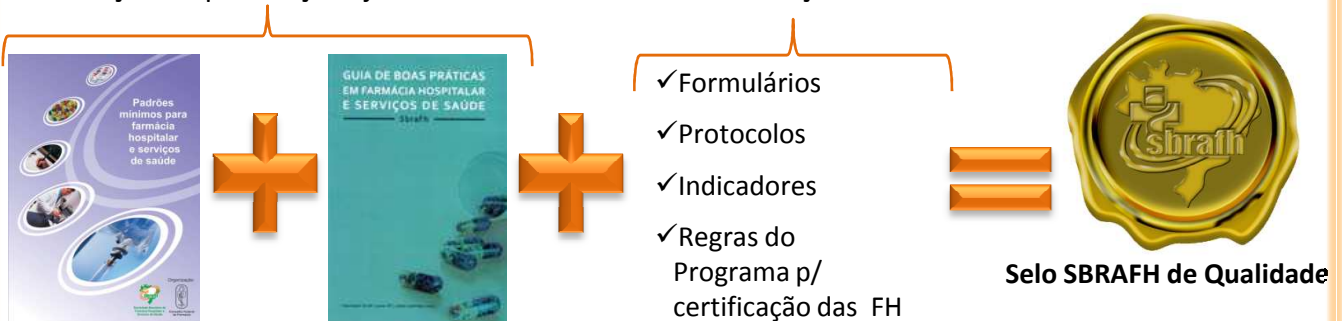 Padrões
mínimos para
farmácia
hospitalar
e serviços
de saúde
Organização
GUIA DE BOAS PRÁTICAS
EM FARMÁCIA HOSPITALAR
E SERVIÇOS DE SAÚDE
Sbrafh
✓Formulários
✓Protocolos
✓Indicadores
✓Regras do
Programa p/
certificação das FH
sbrafh
Selo SBRAFH de Qualidade